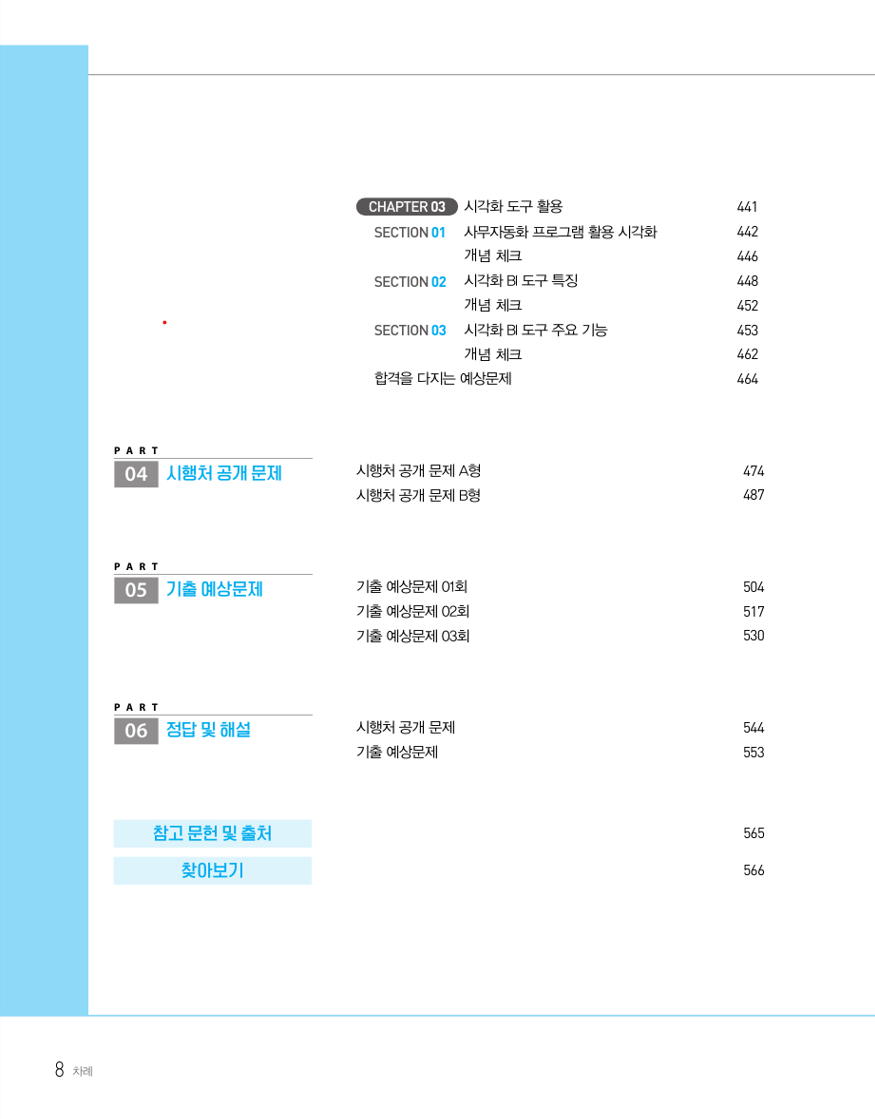 CHAPTER 03 시각화 도구 활용 441
SECTION 01 사무자동화 프로그램 활용 시각화 442
개념 체크 446
SECTION 02 시각화 BI 도구 특징 448
개념 체크 452
SECTION 03 시각화 BI 도구 주요 기능 453
개념 체크 462
합격을 다지는 예상문제 464
PART
04 시행처 공개 문제
시행처 공개 문제 A형 474
시행처 공개 문제 B형 487
PART
05 기출 예상문제
기출 예상문제 01회 504
기출 예상문제 02회 517
기출 예상문제 03회 530
PART
06 정답 및 해설
시행처 공개 문제 544
기출 예상문제 553
참고 문헌 및 출처 565
찾아보기 566
8 차례